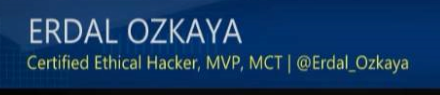 ERDAL OZKAYA
Certified Ethical Hacker, MVP, MCT | @Erdal_Ozkaya